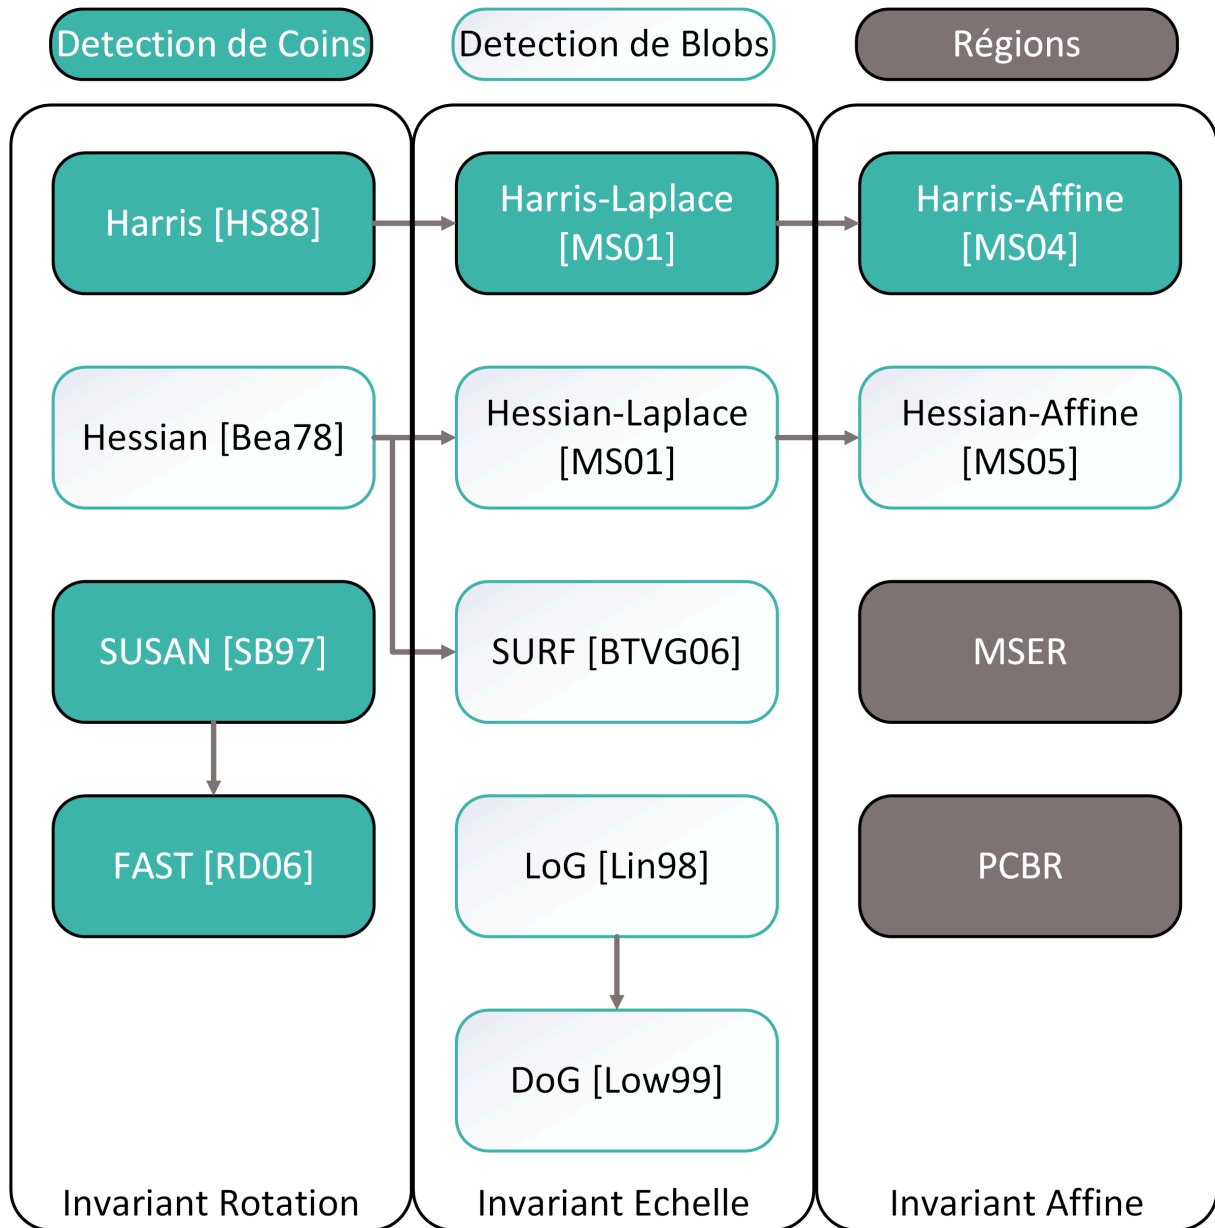 Detection de Coins
Detection de Blobs
Régions
Harris [HS88]
Harris-Laplace
[MS01]
Harris-Affine
[MS04]
Hessian [Bea78]
Hessian-Laplace
[MS01]
Hessian-Affine
[MS05]
SUSAN [SB97]
SURF [BTVG06]
MSER
FAST [RD06]
LoG [Lin98]
PCBR
DoG [Low99]
Invariant Rotation
Invariant Echelle
Invariant Affine